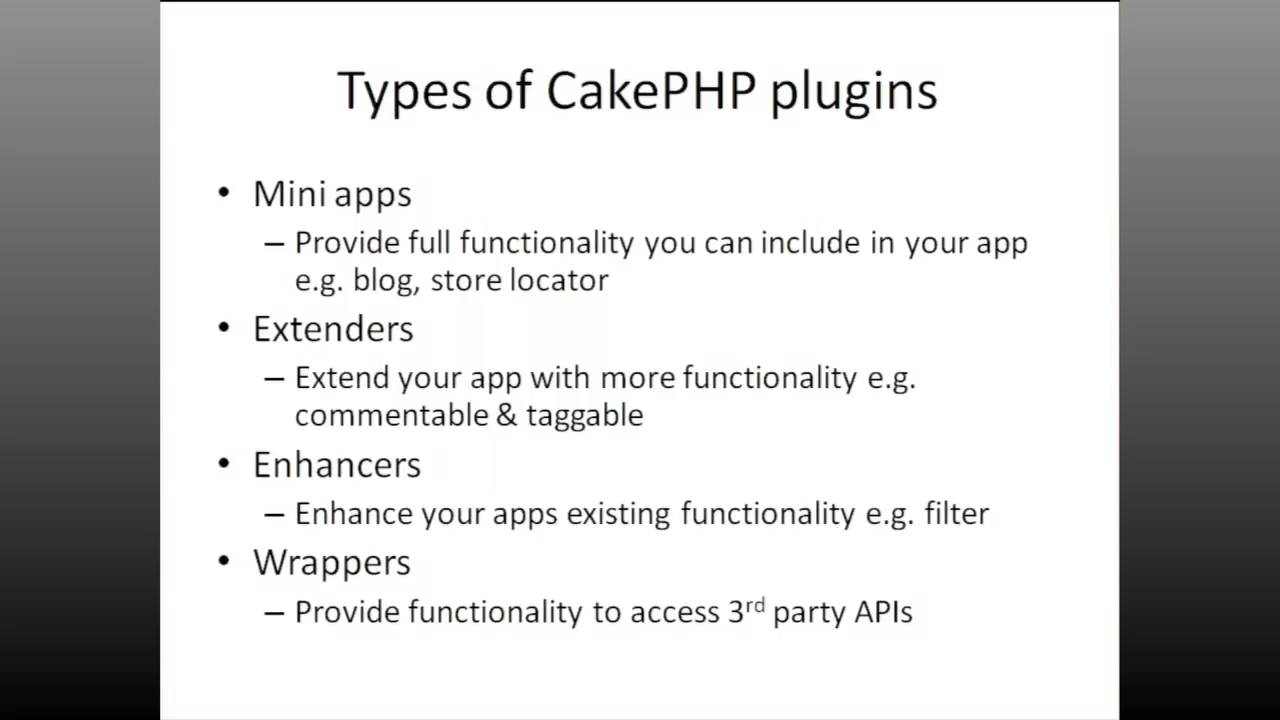 Types of CakePHP plugins
• Mini apps
– Provide full functionality you can include in your app
e.g. blog, store locator
• Extenders
– Extend your app with more functionality e.g.
commentable & taggable
• Enhancers
– Enhance your apps existing functionality e.g. filter
• Wrappers
– Provide functionality to access 3rd party APIs